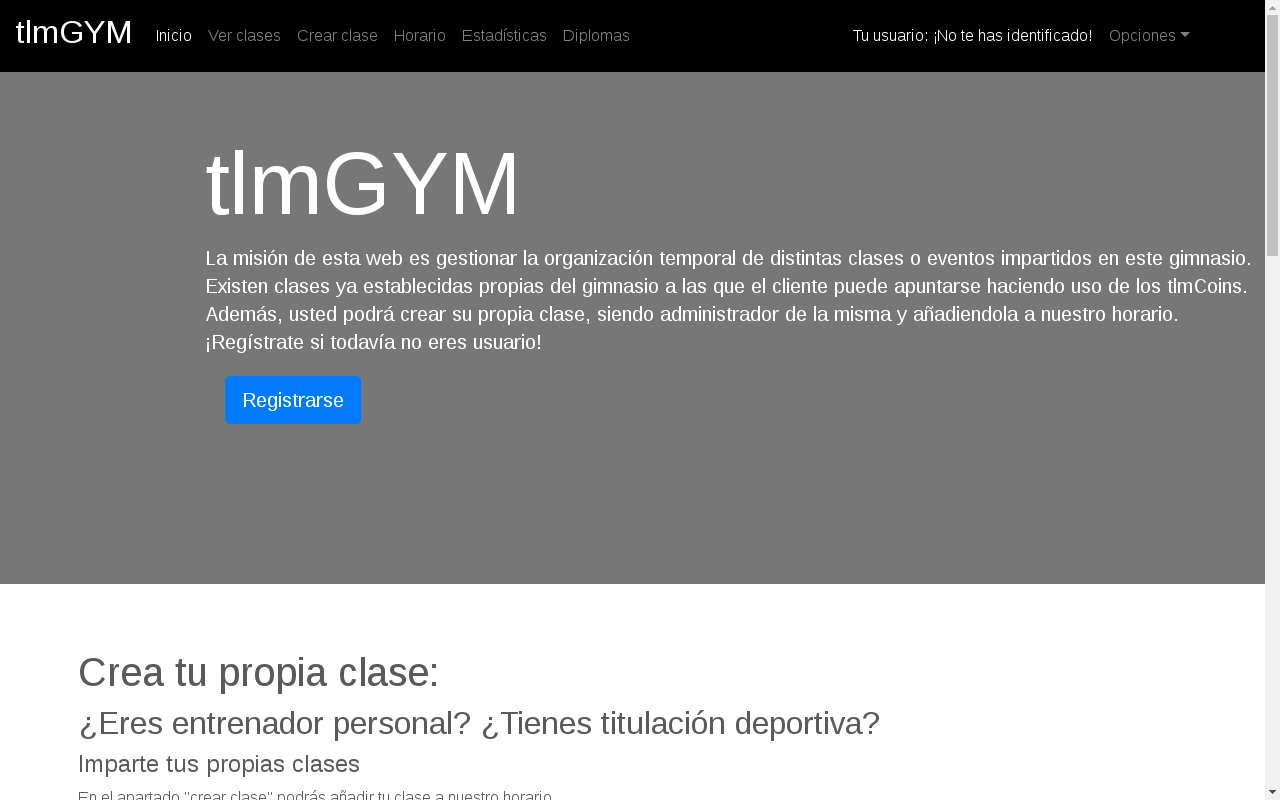 tlmGYM Inicio Ver clases Crear clase Horario Estadísticas Diplomas Tu usuario: ¡No te has identificado! Opciones
tlmGYM
La misión de esta web es gestionar la organización temporal de distintas clases o eventos impartidos en este gimnasio.
Existen clases ya establecidas propias del gimnasio a las que el cliente puede apuntarse haciendo uso de los tlmCoins.
Además, usted podrá crear su propia clase, siendo administrador de la misma y añadiendola a nuestro horario.
¡Regístrate si todavía no eres usuario!
Registrarse
Crea tu propia clase:
¿Eres entrenador personal? ¿Tienes titulación deportiva?
Imparte tus propias clases
En el apartado "crear clase" podrás añadir tu clase a nuestro horario